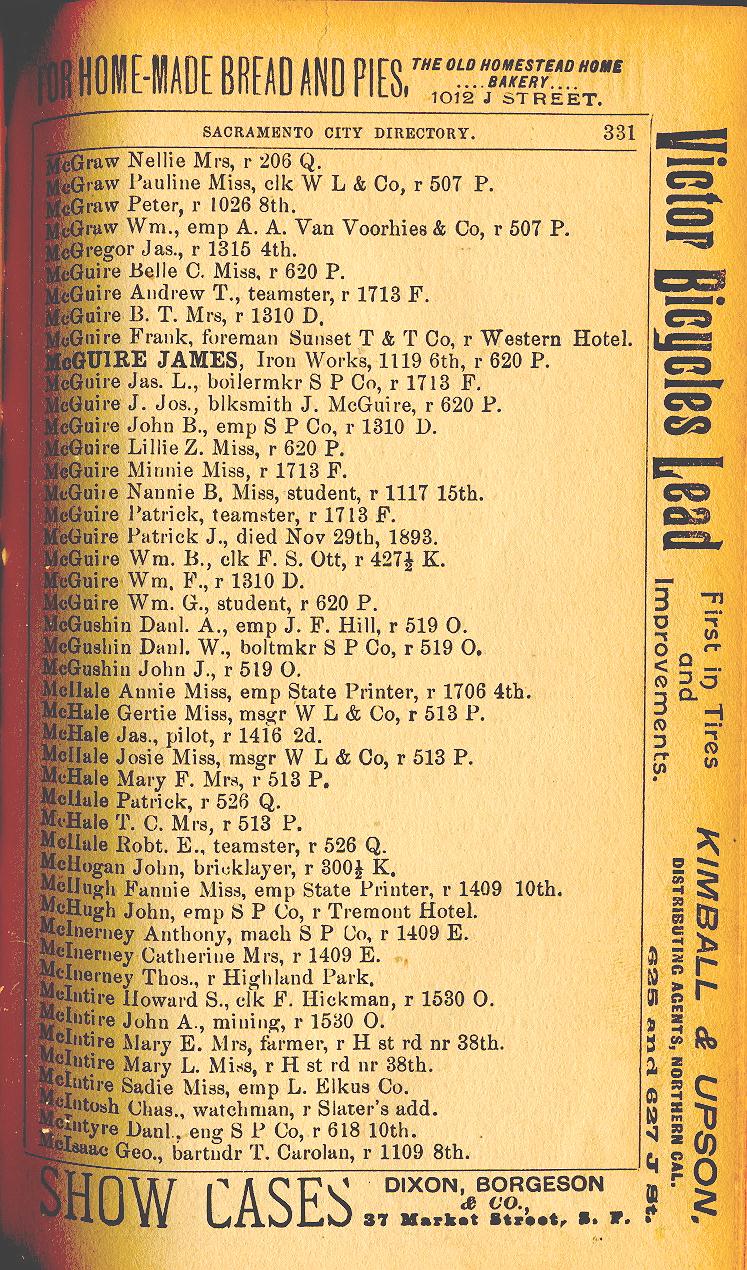 FOR HOME-MADE BREAD AND PIES, THE OLD HOMESTEAD HOME
....BAKERY....
1012 J STREET.
SACRAMENTO CITY DIRECTORY. 331
McGraw Nellie Mrs, r 206 Q.
McGraw Pauline Miss, clk W L & Co, r 507 P.
McGraw Peter, r 1026 8th.
McGraw Wm., emp A. A. Van Voorhies & Co, r 507 P.
McGregor Jas., r 1315 4th.
McGuire Belle C. Miss, r 620 P.
McGuire Andrew T., teamster, r 1713 F.
McGuire B. T. Mrs, r 1310 D.
McGuire Frank, foreman Sunset T & T Co, r Western Hotel.
McGUIRE JAMES, Iron Works, 1119 6th, r 620 P.
McGuire Jas. L., boilermkr S P Co, r 1713 F.
McGuire J. Jos., blksmith J. McGuire, r 620 P.
McGuire John B., emp S P Co, r 1310 D.
McGuire Lillie Z. Miss, r 620 P.
McGuire Minnie Miss, r 1713 F.
McGuire Nannie B. Miss, student, r 1117 15th.
McGuire Patrick, teamster, r 1713 F.
McGuire Patrick J., died Nov 29th, 1893.
McGuire Wm. B., clk F. S. Ott, r 427½ K.
McGuire Wm. F., r 1310 D.
McGuire Wm. G., student, r 620 P.
McGushin Danl. A., emp J. F. Hill, r 519 O.
McGushin Danl. W., boltmkr S P Co, r 519 O.
McGushin John J., r 519 O.
McHale Annie Miss, emp State Printer, r 1706 4th.
McHale Gertie Miss, msgr W L & Co, r 513 P.
McHale Jas., pilot, r 1416 2d.
McHale Josie Miss, msgr W L & Co, r 513 P.
McHale Mary F. Mrs, r 513 P.
McHale Patrick, r 526 Q.
McHale T. C. Mrs, r 513 P.
McHale Robt. E., teamster, r 526 Q.
McHogan John, bricklayer, r 300½ K.
McHugh Fannie Miss, emp State Printer, r 1409 10th.
McHugh John, emp S P Co, r Tremont Hotel.
McInerney Anthony, mach S P Co, r 1409 E.
McInerney Catherine Mrs, r 1409 E.
McInerney Thos., r Highland Park.
McIntire Howard S., clk F. Hickman, r 1530 O.
McIntire John A., mining, r 1530 O.
McIntire Mary E. Mrs, farmer, r H st rd nr 38th.
McIntire Mary L. Miss, r H st rd nr 38th.
McIntire Sadie Miss, emp L. Elkus Co.
McIntosh Chas., watchman, r Slater's add.
McIntyre Danl., eng S P Co, r 618 10th.
McIsaac Geo., bartndr T. Carolan, r 1109 8th.
Victor Bicycles Lead
First in Tires
and
Improvements.
KIMBALL & UPSON,
DISTRIBUTING AGENTS, NORTHERN CAL.
625 and 627 J St.
SHOW CASES DIXON, BORGESON
& CO.,
37 Market Street, S. F.